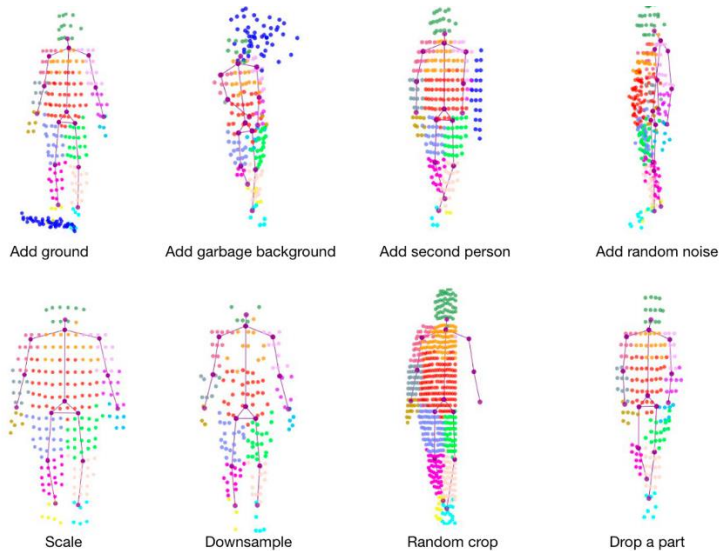 Add ground
Add garbage background
Add second person
Add random noise
Scale
Downsample
Random crop
Drop a part